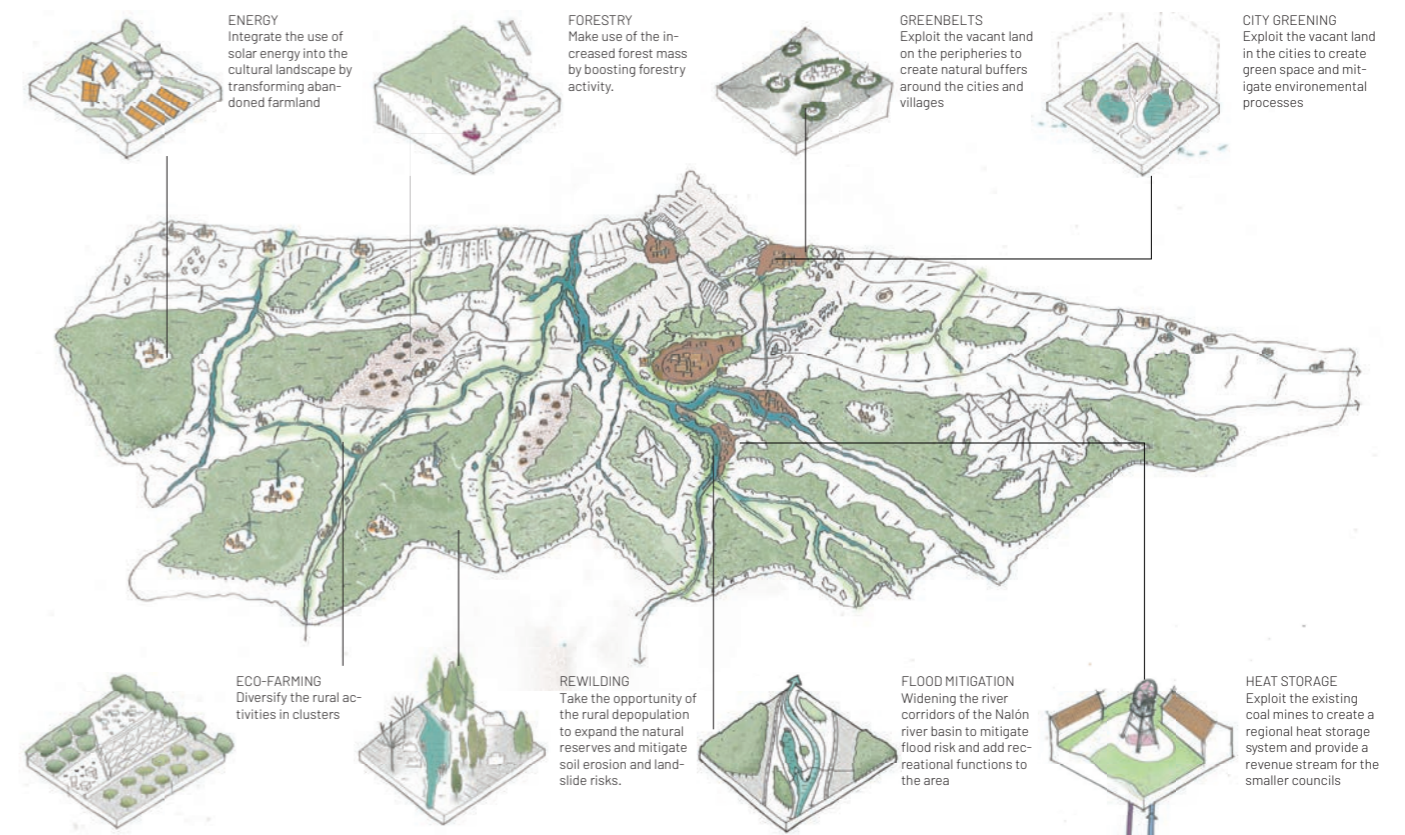 ENERGY
Integrate the use of
solar energy into the
cultural landscape by
transforming aban-
doned farmland
FORESTRY
Make use of the in-
creased forest mass
by boosting forestry
activity.
GREENBELTS
Exploit the vacant land
on the peripheries to
create natural buffers
around the cities and
villages
CITY GREENING
Exploit the vacant land
in the cities to create
green space and mit-
igate environemental
processes
ECO-FARMING
Diversify the rural ac-
tivities in clusters
REWILDING
Take the opportunity of
the rural depopulation
to expand the natural
reserves and mitigate
soil erosion and land-
slide risks.
FLOOD MITIGATION
Widening the river
corridors of the Nalón
river basin to mitigate
flood risk and add rec-
reational functions to
the area
HEAT STORAGE
Exploit the existing
coal mines to create a
regional heat storage
system and provide a
revenue stream for the
smaller councils